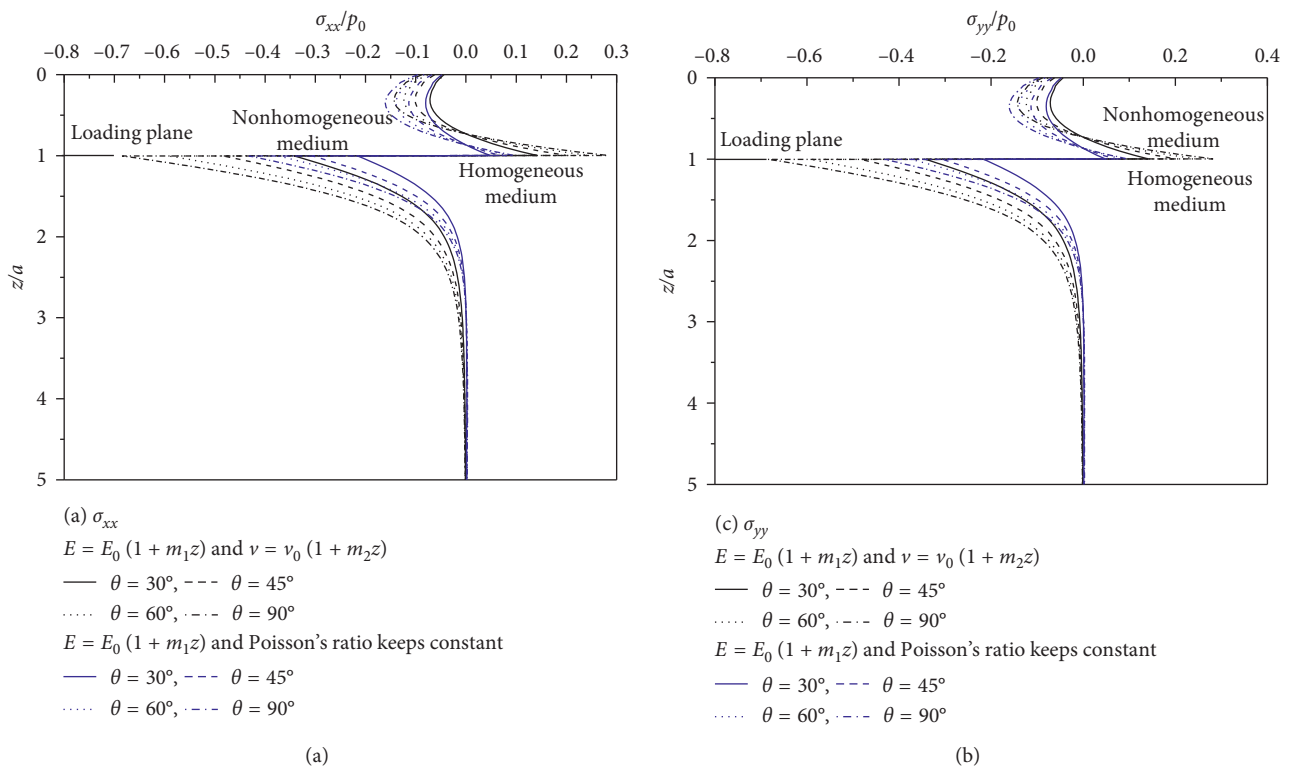 σxx/p0
–0.8 –0.7 –0.6 –0.5 –0.4 –0.3 –0.2 –0.1 0.0 0.1 0.2 0.3
0
1
2
3
4
5
z/a
Loading plane
Nonhomogeneous
medium
Homogeneous
medium
(a) σxx
E = E0 (1 + m1z) and ν = ν0 (1 + m2z)
θ = 30°, θ = 45°
θ = 60°, θ = 90°
E = E0 (1 + m1z) and Poisson's ratio keeps constant
θ = 30°, θ = 45°
θ = 60°, θ = 90°
(a)
σyy/p0
–0.8 –0.6 –0.4 –0.2 0.0 0.2 0.4
0
1
2
3
4
5
z/a
Loading plane
Nonhomogeneous
medium
Homogeneous
medium
(c) σyy
E = E0 (1 + m1z) and ν = ν0 (1 + m2z)
θ = 30°, θ = 45°
θ = 60°, θ = 90°
E = E0 (1 + m1z) and Poisson's ratio keeps constant
θ = 30°, θ = 45°
θ = 60°, θ = 90°
(b)